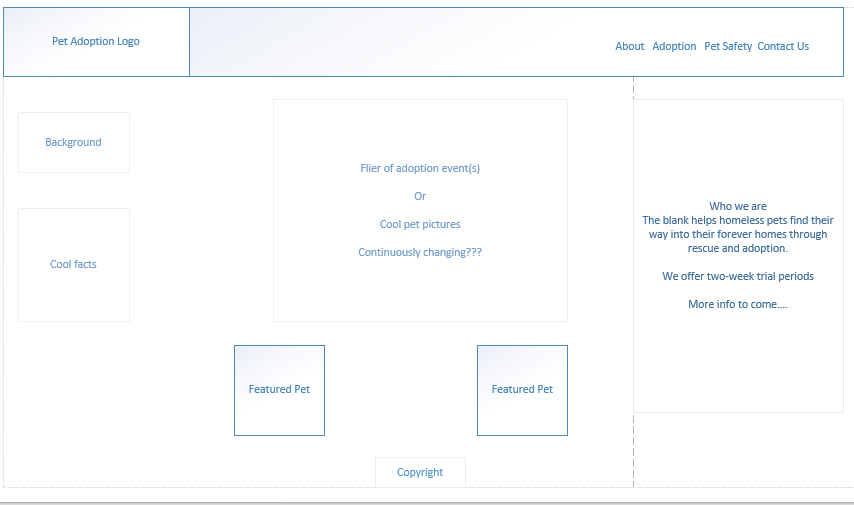 Pet Adoption Logo
About Adoption Pet Safety Contact Us
Background
Cool facts
Flier of adoption event(s)
Or
Cool pet pictures
Continuously changing???
Who we are
The blank helps homeless pets find their
way into their forever homes through
rescue and adoption.
We offer two-week trial periods
More info to come....
Featured Pet
Featured Pet
Copyright